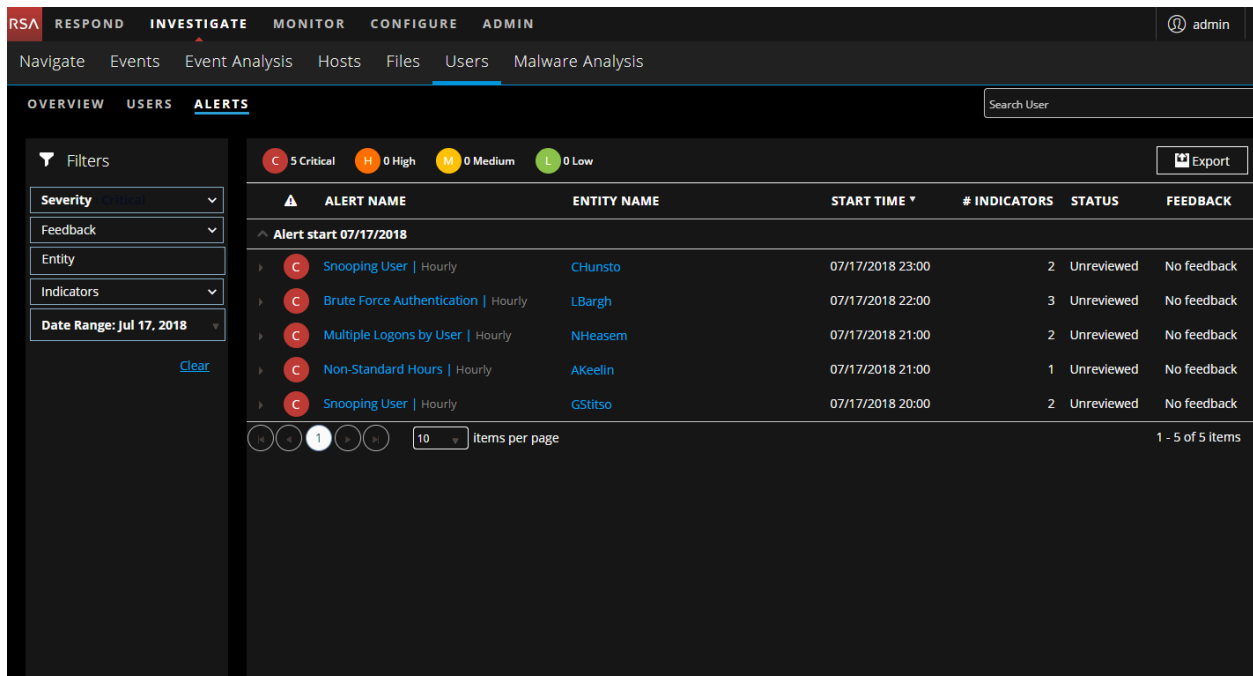 RSA RESPOND INVESTIGATE MONITOR CONFIGURE ADMIN admin
Navigate Events Event Analysis Hosts Files Users Malware Analysis
OVERVIEW USERS ALERTS Search User
Filters
Severity Critical
Feedback
Entity
Indicators
Date Range: Jul 17, 2018
Clear
C 5 Critical H 0 High M 0 Medium L 0 Low Export
ALERT NAME ENTITY NAME START TIME # INDICATORS STATUS FEEDBACK
Alert start 07/17/2018
C Snooping User | Hourly CHunsto 07/17/2018 23:00 2 Unreviewed No feedback
C Brute Force Authentication | Hourly LBargh 07/17/2018 22:00 3 Unreviewed No feedback
C Multiple Logons by User | Hourly NHeasem 07/17/2018 21:00 2 Unreviewed No feedback
C Non-Standard Hours | Hourly AKeelin 07/17/2018 21:00 1 Unreviewed No feedback
C Snooping User | Hourly GStitso 07/17/2018 20:00 2 Unreviewed No feedback
1 10 items per page 1 - 5 of 5 items